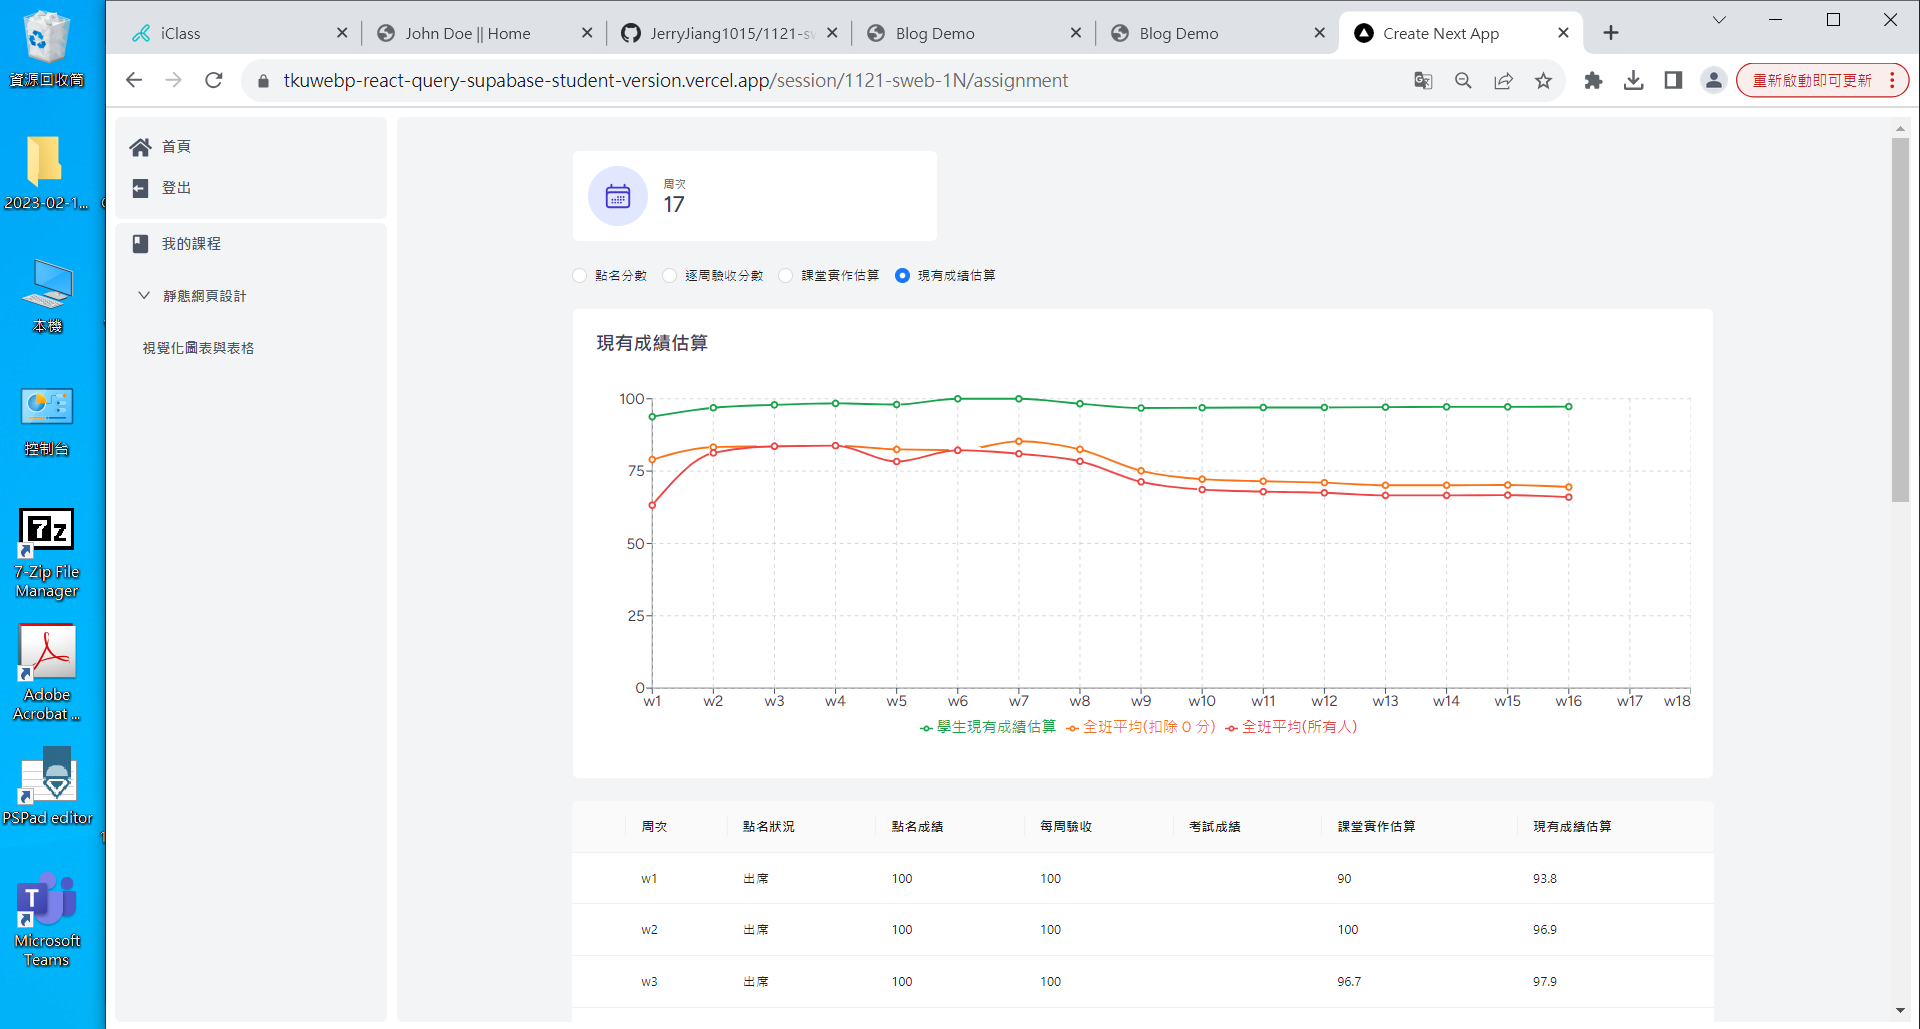 iClass
John Doe || Home
JerryJiang1015/1121-sw
Blog Demo
Blog Demo
Create Next App
tkuwebp-react-query-supabase-student-version.vercel.app/session/1121-sweb-1N/assignment
重新啟動即可更新
資源回收筒
2023-02-1...
本機
控制台
7-Zip File
Manager
Adobe
Acrobat ...
PSPad editor
Microsoft
Teams
首頁
登出
我的課程
靜態網頁設計
視覺化圖表與表格
周次
17
點名分數 逐周驗收分數 課堂實作估算 現有成績估算
現有成績估算
100
75
50
25
0
w1 w2 w3 w4 w5 w6 w7 w8 w9 w10 w11 w12 w13 w14 w15 w16 w17 w18
學生現有成績估算 全班平均(扣除 0 分) 全班平均(所有人)
周次 點名狀況 點名成績 每周驗收 考試成績 課堂實作估算 現有成績估算
w1 出席 100 100 90 93.8
w2 出席 100 100 100 96.9
w3 出席 100 100 96.7 97.9